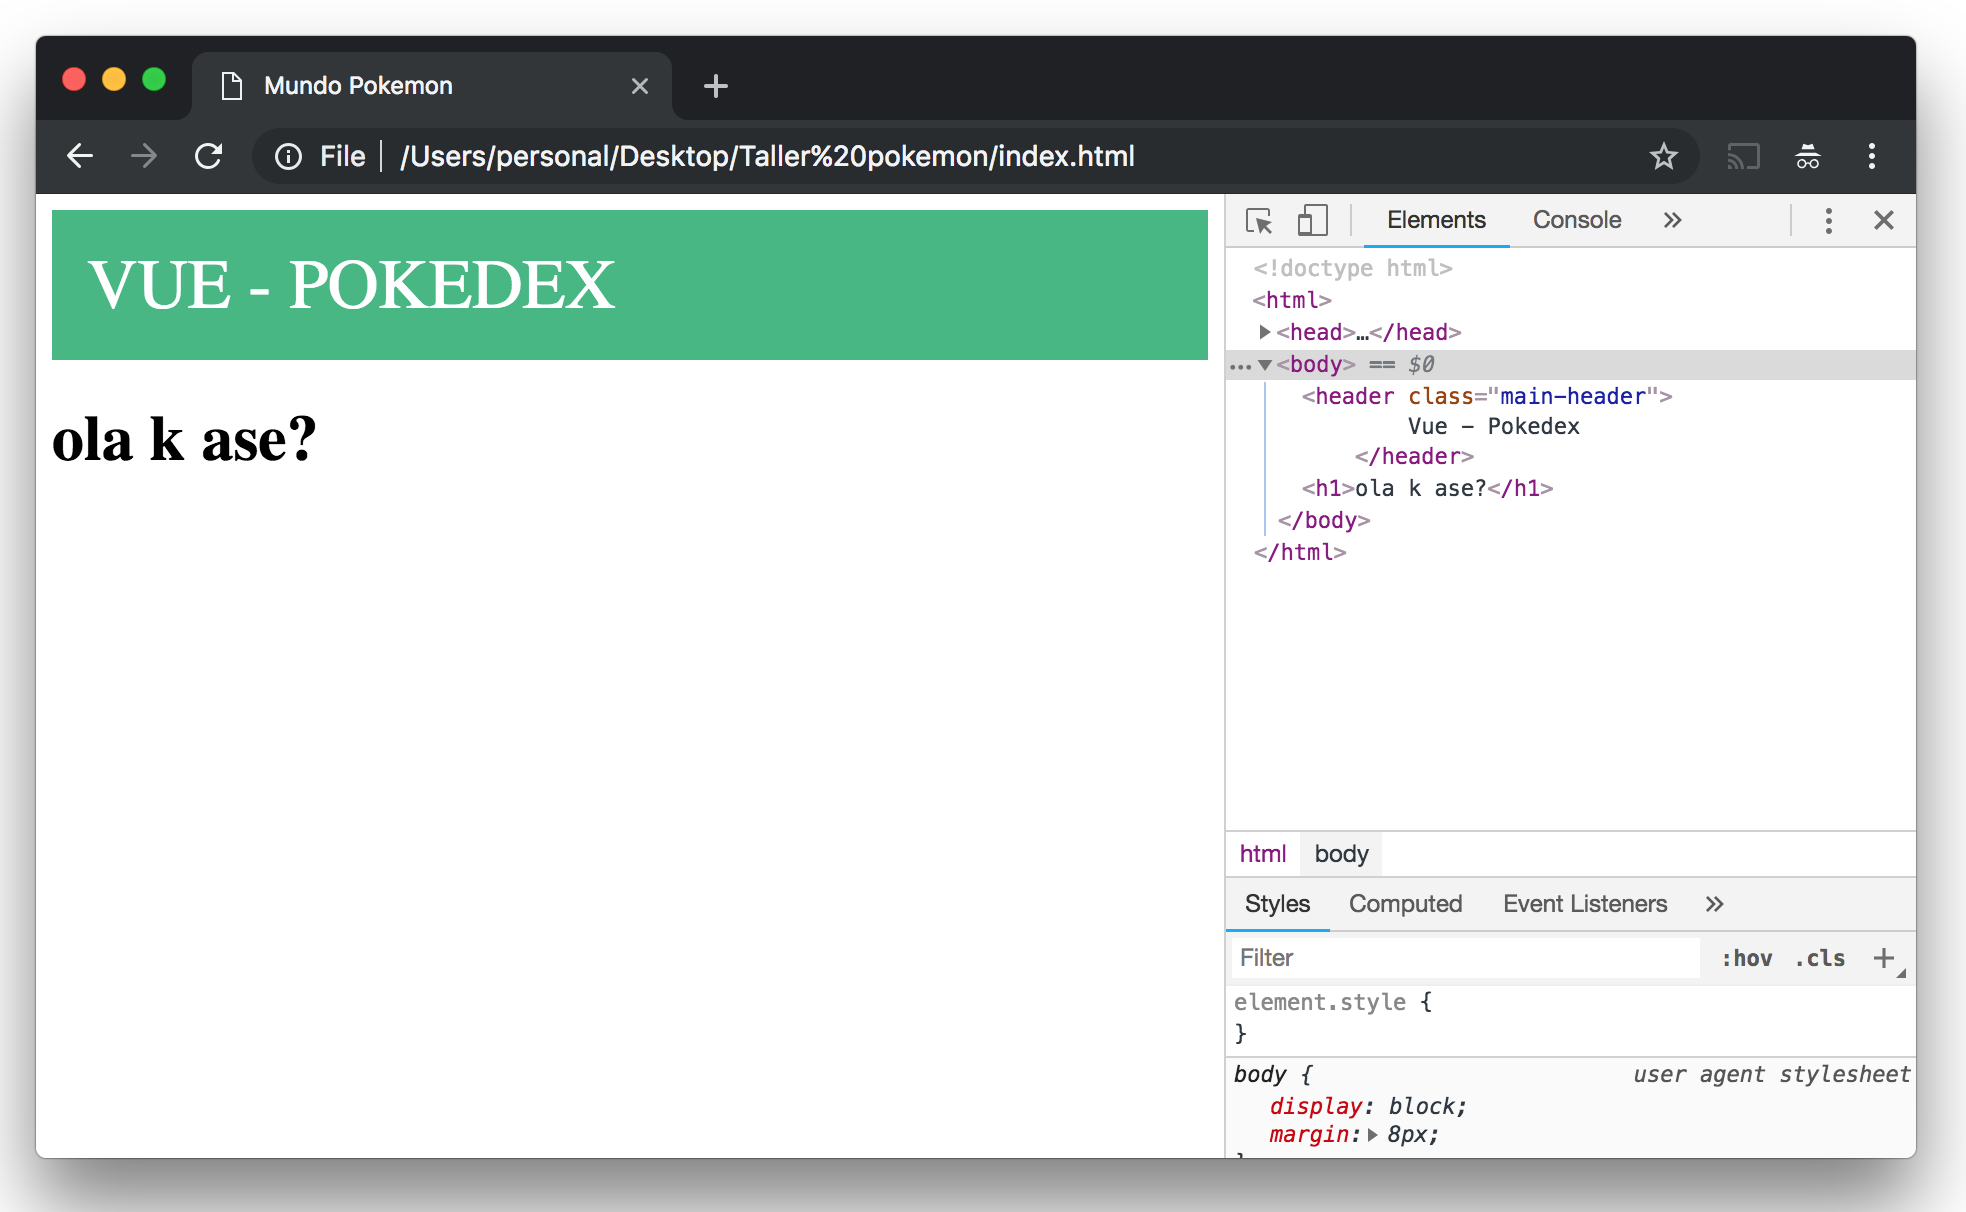 Mundo Pokemon
File /Users/personal/Desktop/Taller%20pokemon/index.html
VUE - POKEDEX
ola k ase?
Elements Console »
<!doctype html>
<html>
<head>…</head>
<body> == $0
<header class="main-header">
Vue - Pokedex
</header>
<h1>ola k ase?</h1>
</body>
</html>
html body
Styles Computed Event Listeners »
Filter :hov .cls +
element.style {
}
body { user agent stylesheet
display: block;
margin: 8px;
}